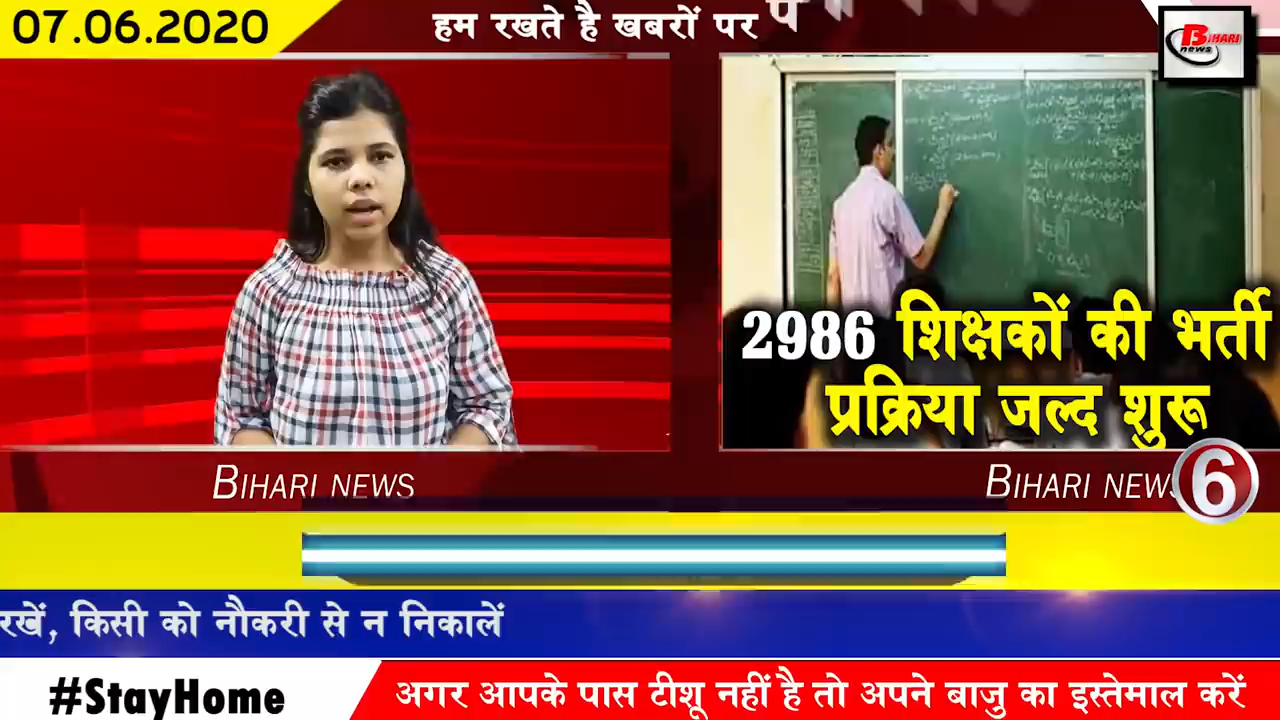 07.06.2020
हम रखते है खबरों पर
BIHARI news
2986 शिक्षकों की भर्ती
प्रक्रिया जल्द शुरू
BIHARI NEWS
BIHARI NEWS
6
रखें, किसी को नौकरी से न निकालें
#StayHome
अगर आपके पास टीशू नहीं है तो अपने बाजु का इस्तेमाल करें